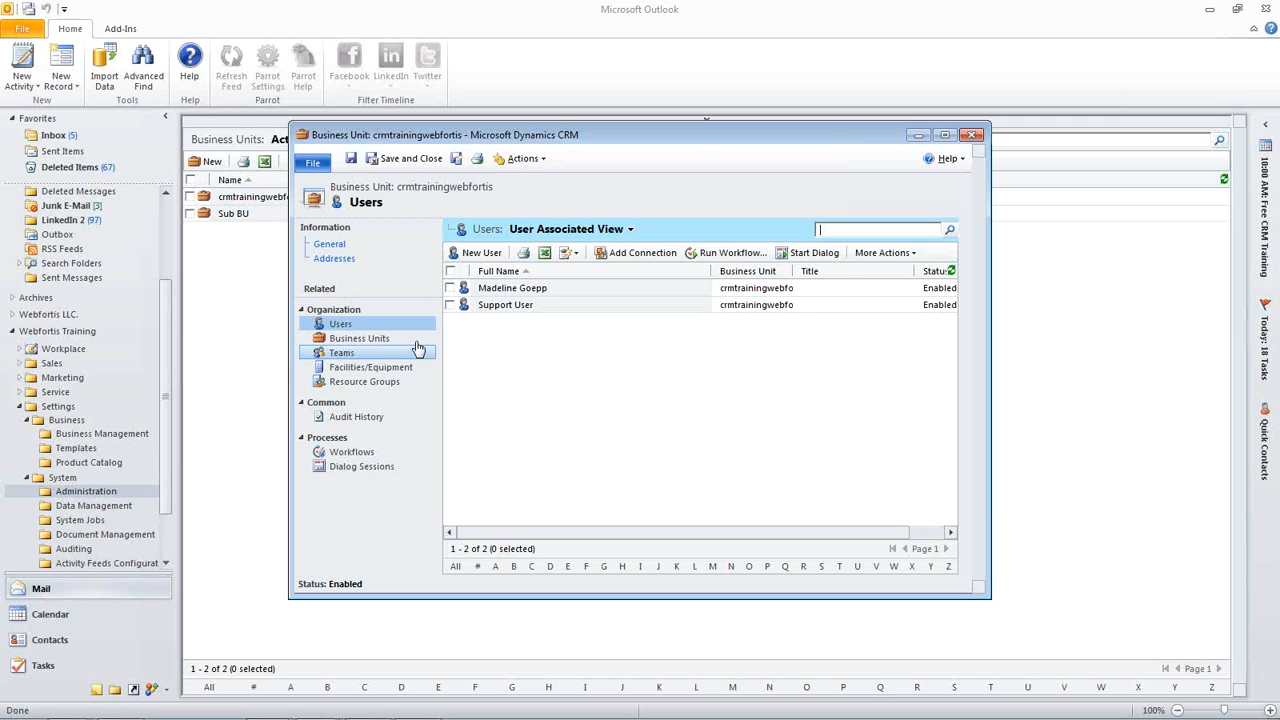 Microsoft Outlook
File Home Add-Ins
New Activity
New Record
Import Data
Advanced Find
Help
Refresh Feed
Parrot Settings
Parrot Help
Facebook
LinkedIn
Twitter
New Tools Help Parrot Filter Timeline
Favorites
Inbox (5)
Sent Items
Deleted Items (67)
Deleted Messages
Junk E-Mail [3]
LinkedIn 2 (97)
Outbox
RSS Feeds
Search Folders
Sent Messages
Archives
Webfortis LLC.
Webfortis Training
Workplace
Sales
Marketing
Service
Settings
Business
Business Management
Templates
Product Catalog
System
Administration
Data Management
System Jobs
Document Management
Auditing
Activity Feeds Configurat
Mail
Calendar
Contacts
Tasks
Business Units: Act
New
Name
crmtrainingwebfo
Sub BU
Business Unit: crmtrainingwebfortis - Microsoft Dynamics CRM
File Save and Close Actions Help
Business Unit: crmtrainingwebfortis
Users
Information
General
Addresses
Related
Organization
Users
Business Units
Teams
Facilities/Equipment
Resource Groups
Common
Audit History
Processes
Workflows
Dialog Sessions
Users: User Associated View
New User Add Connection Run Workflow... Start Dialog More Actions
Full Name Business Unit Title Statu
Madeline Goepp crmtrainingwebfo Enabled
Support User crmtrainingwebfo Enabled
1 - 2 of 2 (0 selected) Page 1
All # A B C D E F G H I J K L M N O P Q R S T U V W X Y Z
Status: Enabled
1 - 2 of 2 (0 selected) Page 1
All # A B C D E F G H I J K L M N O P Q R S T U V W X Y Z
10:00 AM: Free CRM Training
Today: 18 Tasks
Quick Contacts
Done 100%